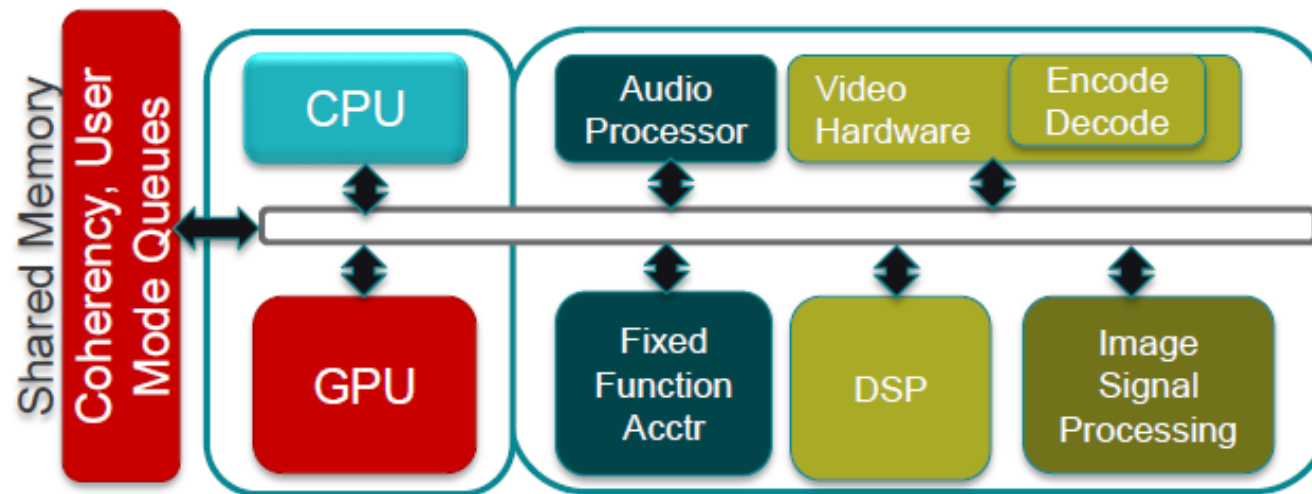 Shared Memory
Coherency, User
Mode Queues
CPU
GPU
Audio
Processor
Video
Hardware
Encode
Decode
Fixed
Function
Acctr
DSP
Image
Signal
Processing